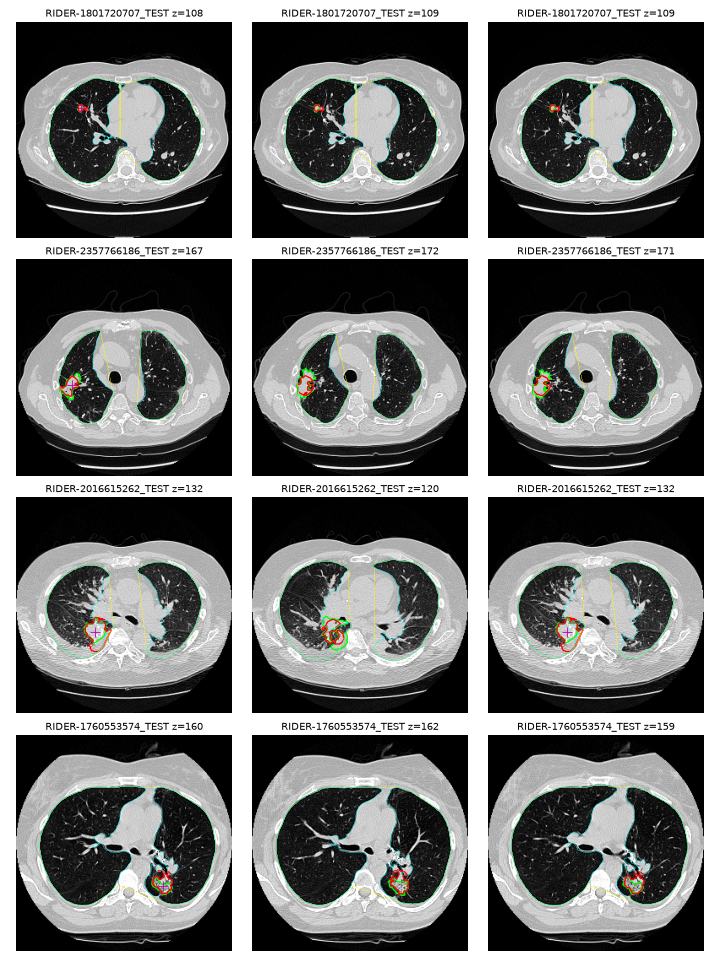 RIDER-1801720707_TEST z=108
RIDER-1801720707_TEST z=109
RIDER-1801720707_TEST z=109
RIDER-2357766186_TEST z=167
RIDER-2357766186_TEST z=172
RIDER-2357766186_TEST z=171
RIDER-2016615262_TEST z=132
RIDER-2016615262_TEST z=120
RIDER-2016615262_TEST z=132
RIDER-1760553574_TEST z=160
RIDER-1760553574_TEST z=162
RIDER-1760553574_TEST z=159